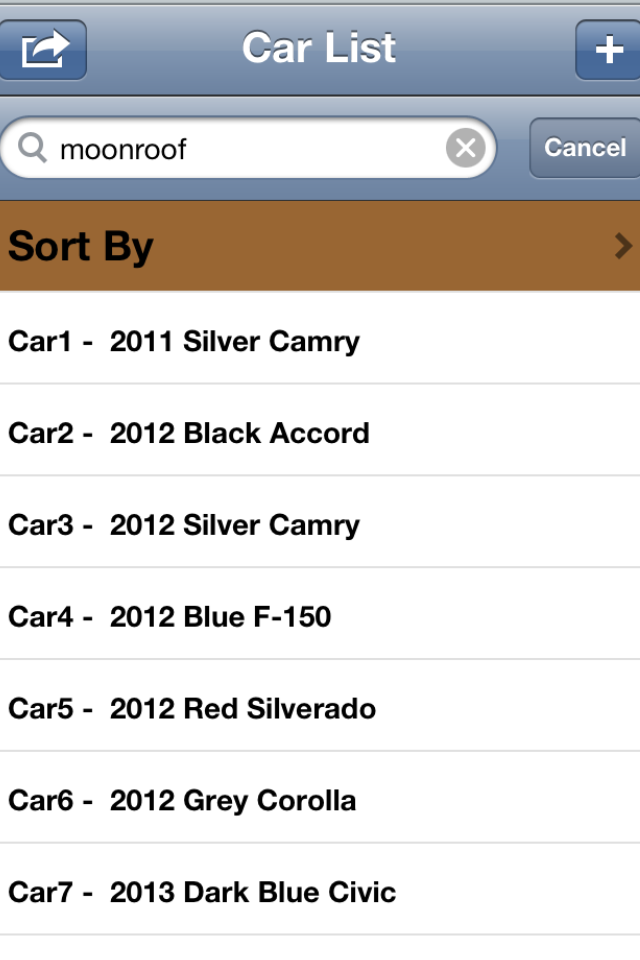 Car List
moonroof
Cancel
Sort By
Car1 - 2011 Silver Camry
Car2 - 2012 Black Accord
Car3 - 2012 Silver Camry
Car4 - 2012 Blue F-150
Car5 - 2012 Red Silverado
Car6 - 2012 Grey Corolla
Car7 - 2013 Dark Blue Civic